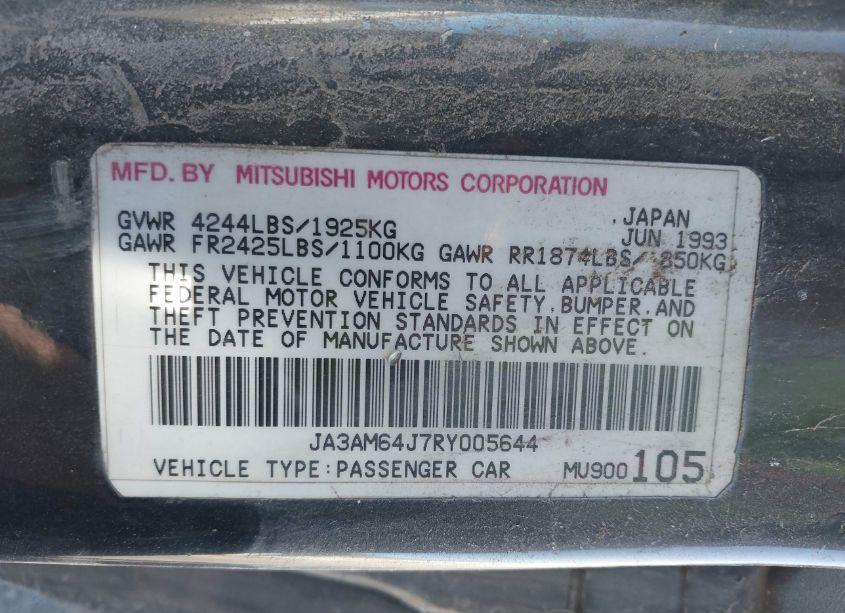 MFD. BY MITSUBISHI MOTORS CORPORATION
GVWR 4244LBS/1925KG JAPAN
JUN 1993
GAWR FR2425LBS/1100KG GAWR RR1874LBS/ 850KG
THIS VEHICLE CONFORMS TO ALL APPLICABLE
FEDERAL MOTOR VEHICLE SAFETY, BUMPER, AND
THEFT PREVENTION STANDARDS IN EFFECT ON
THE DATE OF MANUFACTURE SHOWN ABOVE.
JA3AM64J7RY005644
VEHICLE TYPE: PASSENGER CAR MU900105